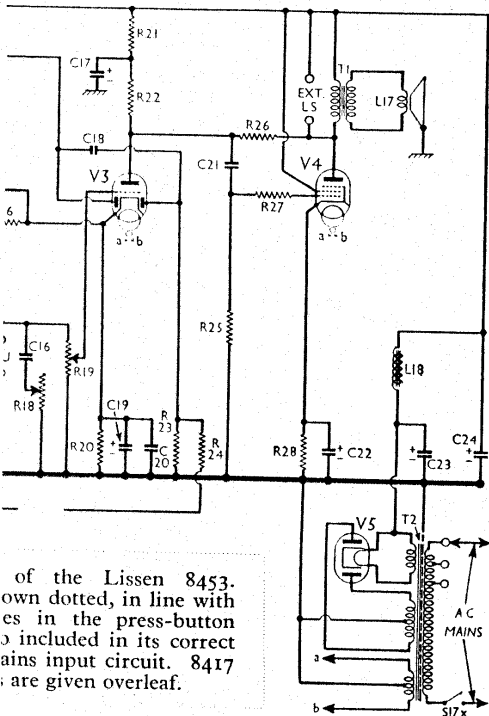 R21
C17
+
-
R22
T1
EXT.
LS
L17
C18
R26
V3
C21
V4
R27
6
a b
a b
R25
C16
L18
R19
R18
C19
R
23
R
24
C
20
R20
+
-
R28
+
-
C22
+
-
C23
C24
+
-
V5
T2
A C
MAINS
a
b
S17x
of the Lissen 8453.
own dotted, in line with
es in the press-button
o included in its correct
ains input circuit. 8417
s are given overleaf.